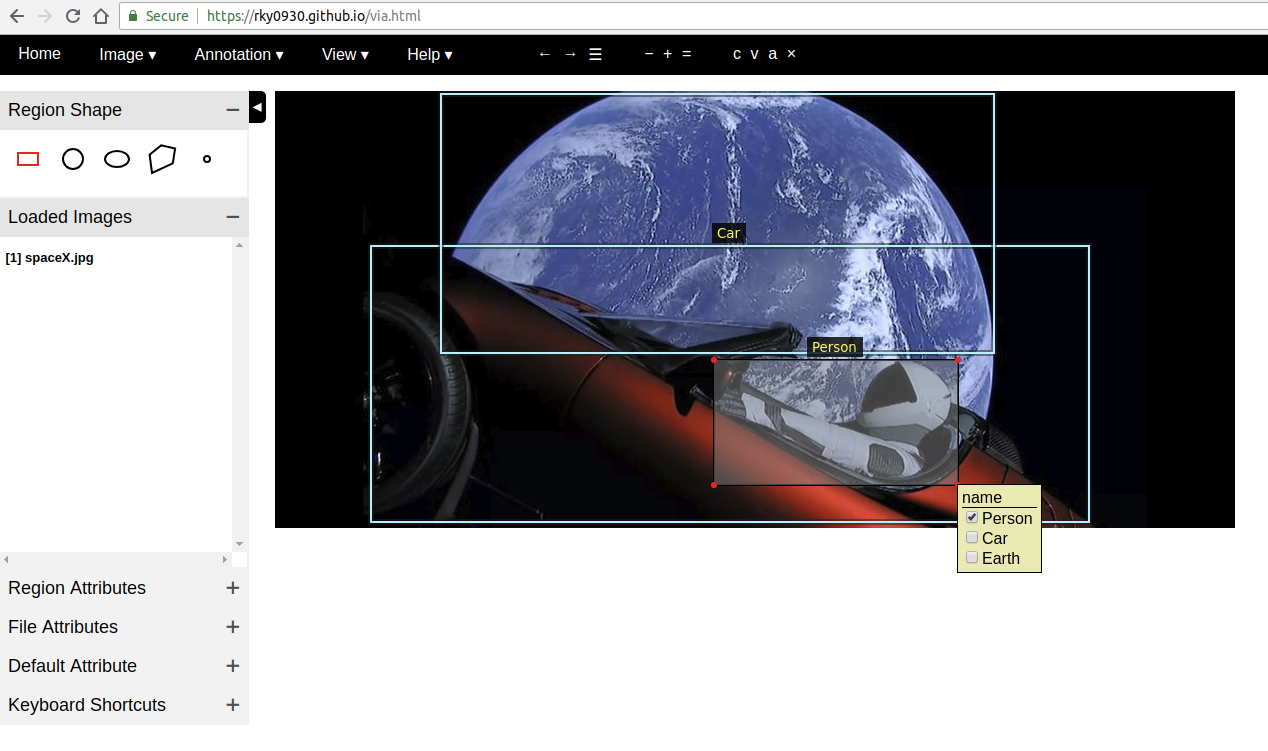 Secure https://rky0930.github.io/via.html
Home Image ▾ Annotation ▾ View ▾ Help ▾ ← → ☰ − + = c v a ×
Region Shape −
Loaded Images −
[1] spaceX.jpg
Region Attributes +
File Attributes +
Default Attribute +
Keyboard Shortcuts +
Car
Person
name
Person
Car
Earth